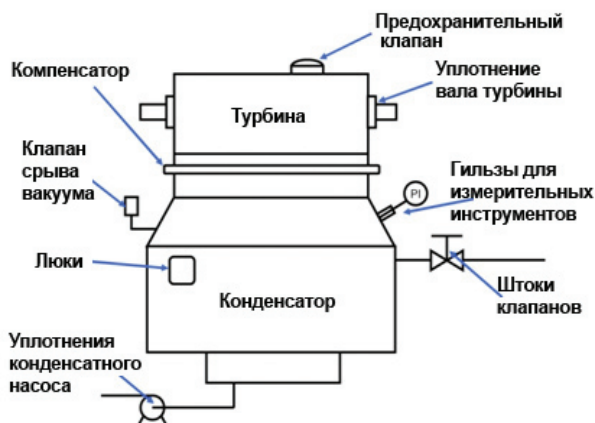 Предохранительный
клапан
Компенсатор
Уплотнение
вала турбины
Турбина
Клапан
срыва
вакуума
Гильзы для
измерительных
инструментов
PI
Люки
Конденсатор
Штоки
клапанов
Уплотнения
конденсатного
насоса